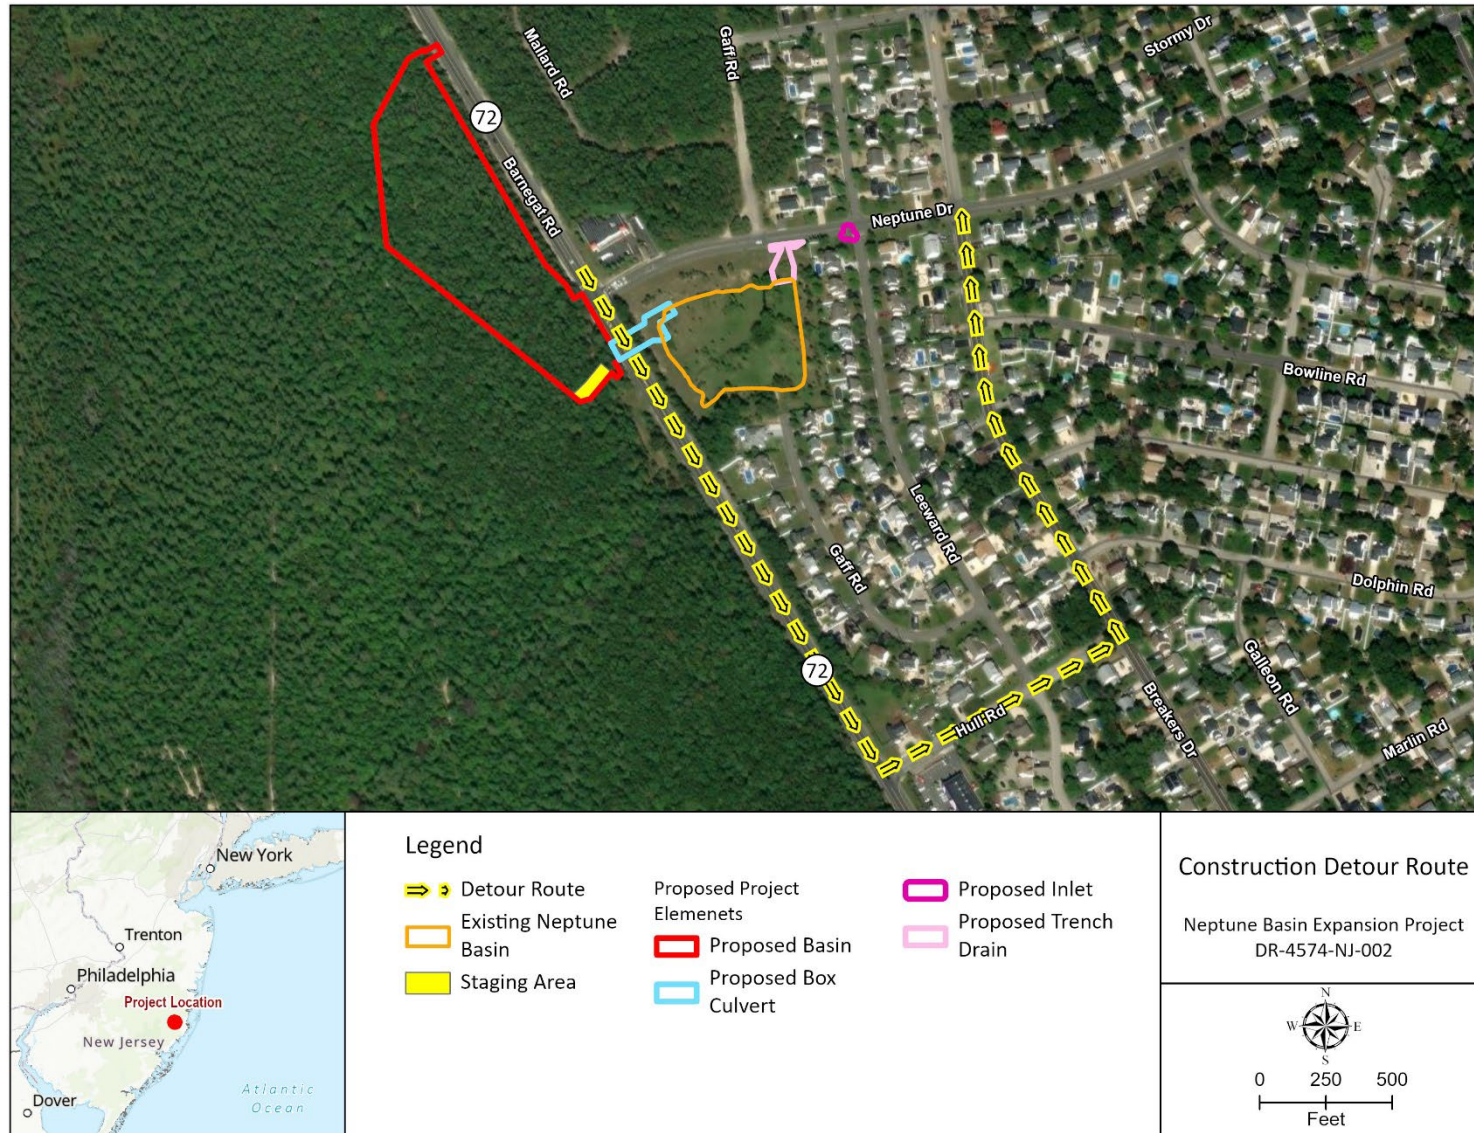 Stormy Dr
Mallard Rd
Gaff Rd
72
Barnegat Rd
Neptune Dr
Bowline Rd
Leeward Rd
Gaff Rd
Dolphin Rd
72
Hull Rd
Breakers Dr
Galleon Rd
Marlin Rd
New York
Trenton
Philadelphia
Project Location
New Jersey
Atlantic
Ocean
Dover
Legend
Detour Route
Existing Neptune
Basin
Staging Area
Proposed Project
Elemenets
Proposed Basin
Proposed Box
Culvert
Proposed Inlet
Proposed Trench
Drain
Construction Detour Route
Neptune Basin Expansion Project
DR-4574-NJ-002
N
W E
S
0 250 500
Feet